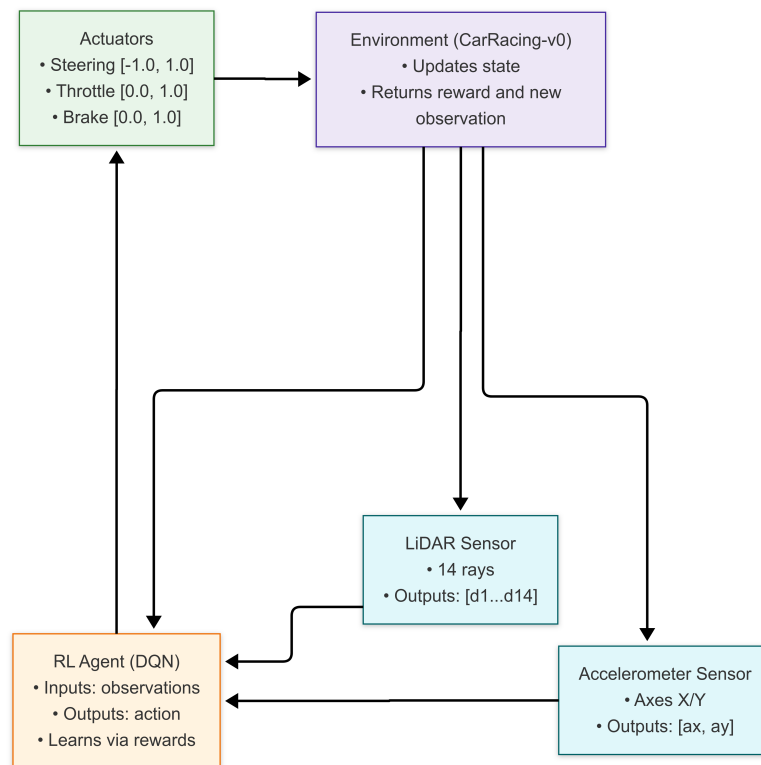 Actuators
• Steering [-1.0, 1.0]
• Throttle [0.0, 1.0]
• Brake [0.0, 1.0]
Environment (CarRacing-v0)
• Updates state
• Returns reward and new
observation
LiDAR Sensor
• 14 rays
• Outputs: [d1...d14]
RL Agent (DQN)
• Inputs: observations
• Outputs: action
• Learns via rewards
Accelerometer Sensor
• Axes X/Y
• Outputs: [ax, ay]